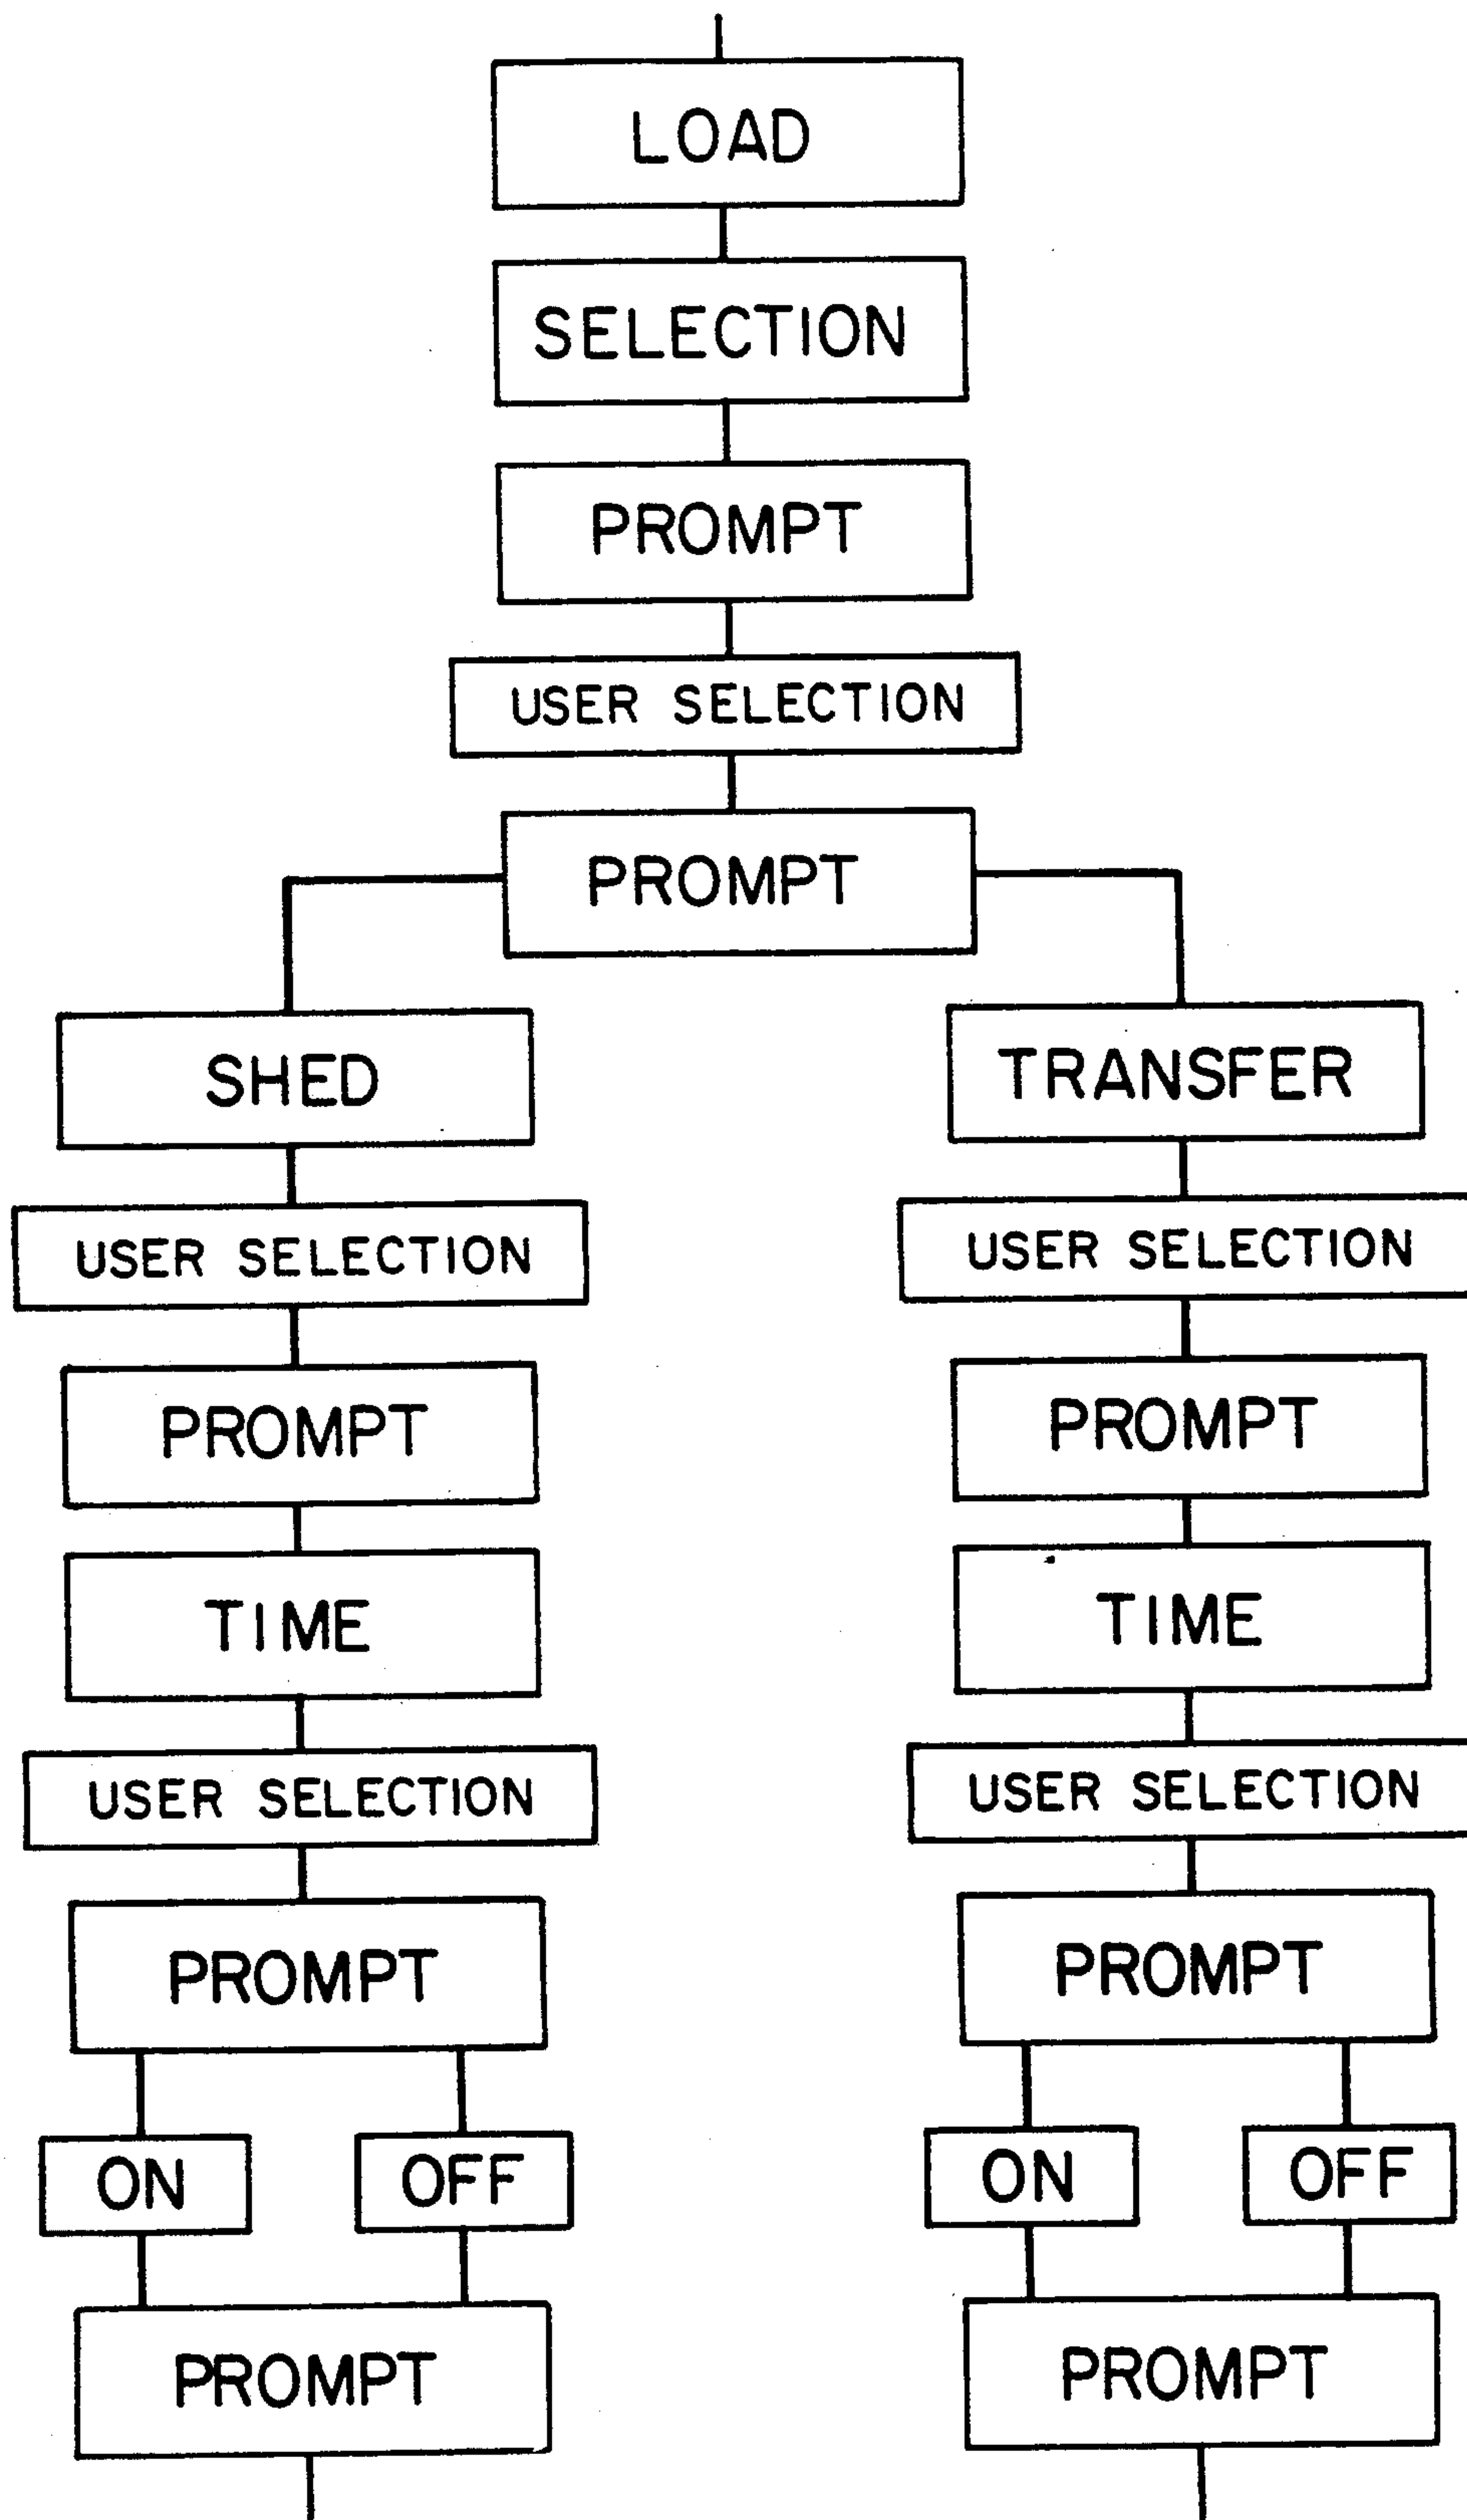 LOAD
SELECTION
PROMPT
USER SELECTION
PROMPT
SHED
TRANSFER
USER SELECTION
USER SELECTION
PROMPT
PROMPT
TIME
TIME
USER SELECTION
USER SELECTION
PROMPT
PROMPT
ON
OFF
ON
OFF
PROMPT
PROMPT